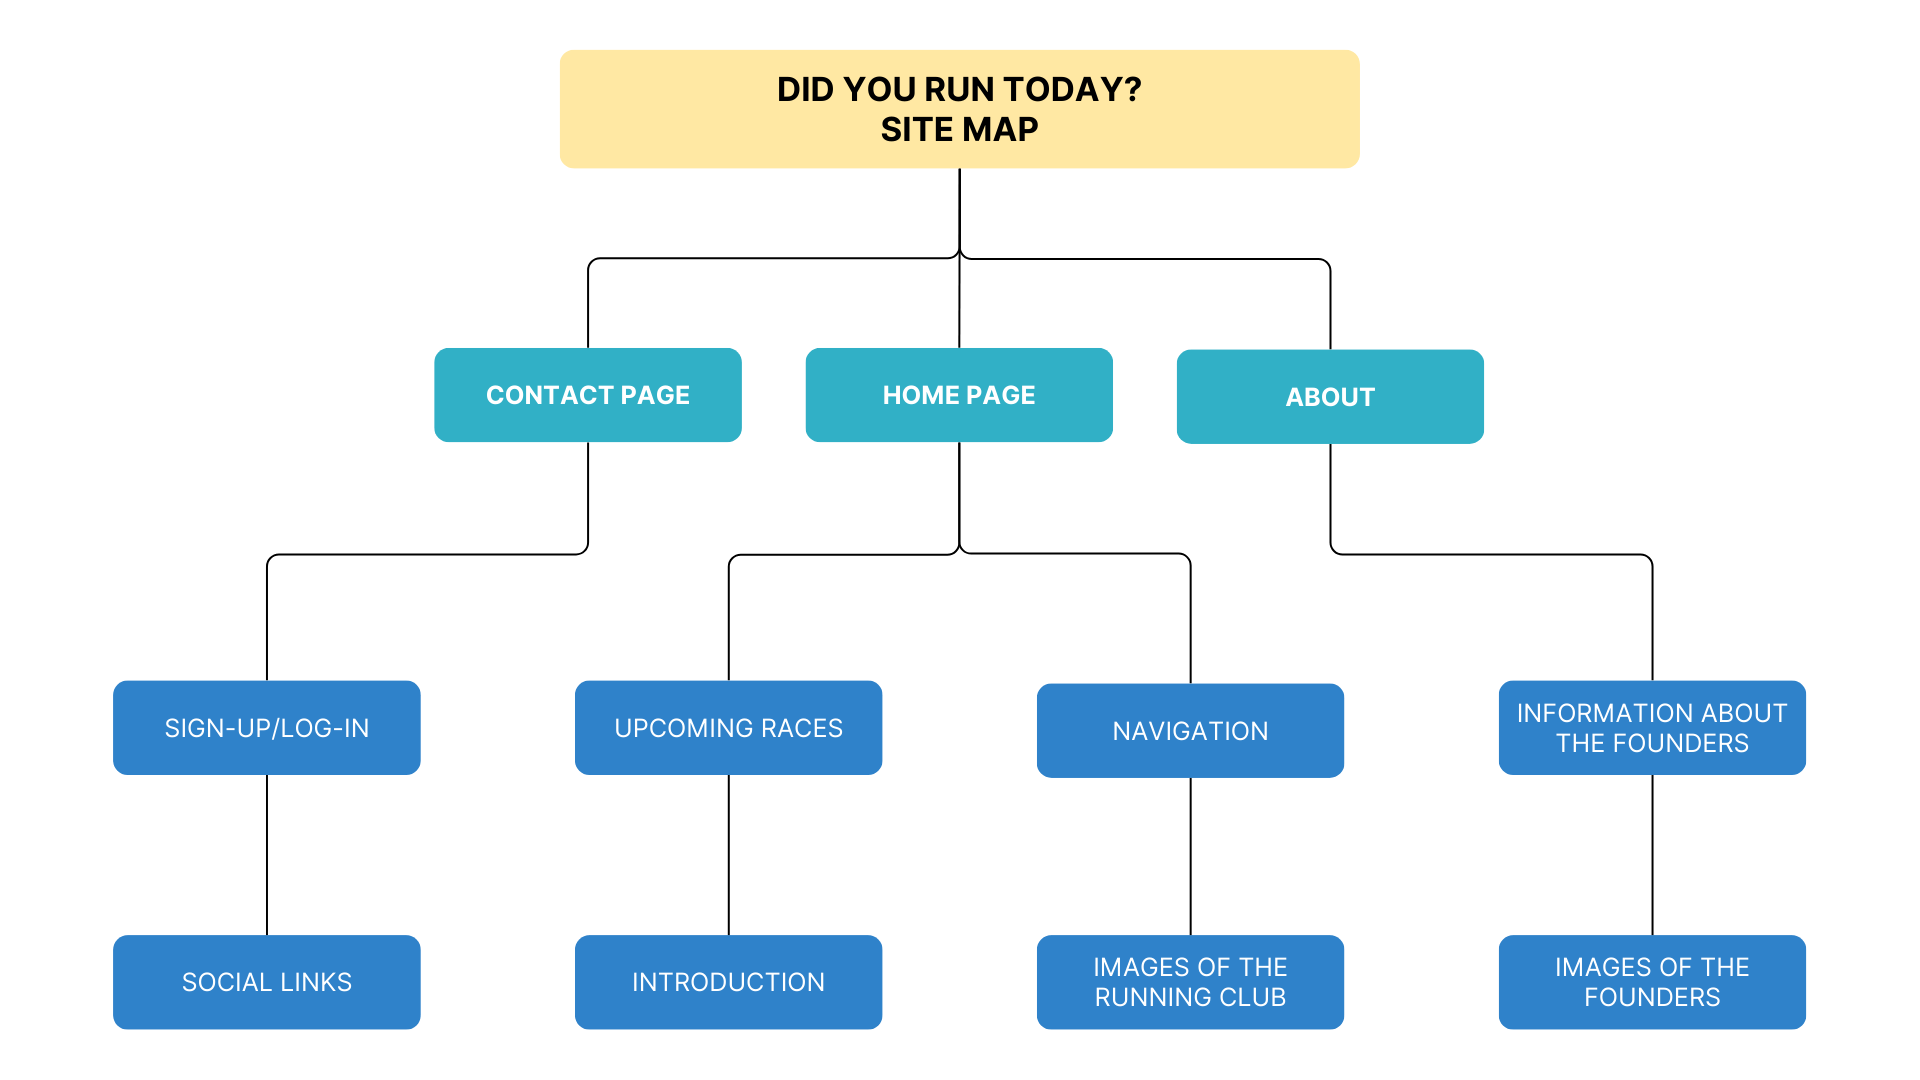 DID YOU RUN TODAY?
SITE MAP
CONTACT PAGE
HOME PAGE
ABOUT
SIGN-UP/LOG-IN
UPCOMING RACES
NAVIGATION
INFORMATION ABOUT
THE FOUNDERS
SOCIAL LINKS
INTRODUCTION
IMAGES OF THE
RUNNING CLUB
IMAGES OF THE
FOUNDERS